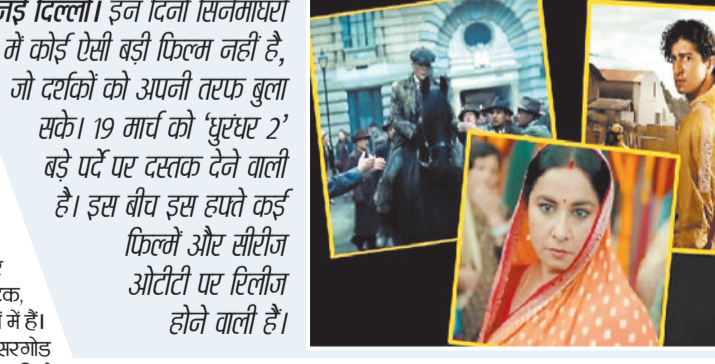 नई दिल्ली। इन दिनों सिनेमाघरों
में कोई ऐसी बड़ी फिल्म नहीं है,
जो दर्शकों को अपनी तरफ बुला
सके। 19 मार्च को ‘धुरंधर 2’
बड़े पर्दे पर दस्तक देने वाली
है। इस बीच इस हफ्ते कई
फिल्में और सीरीज
ओटीटी पर रिलीज
होने वाली हैं।
में हैं।